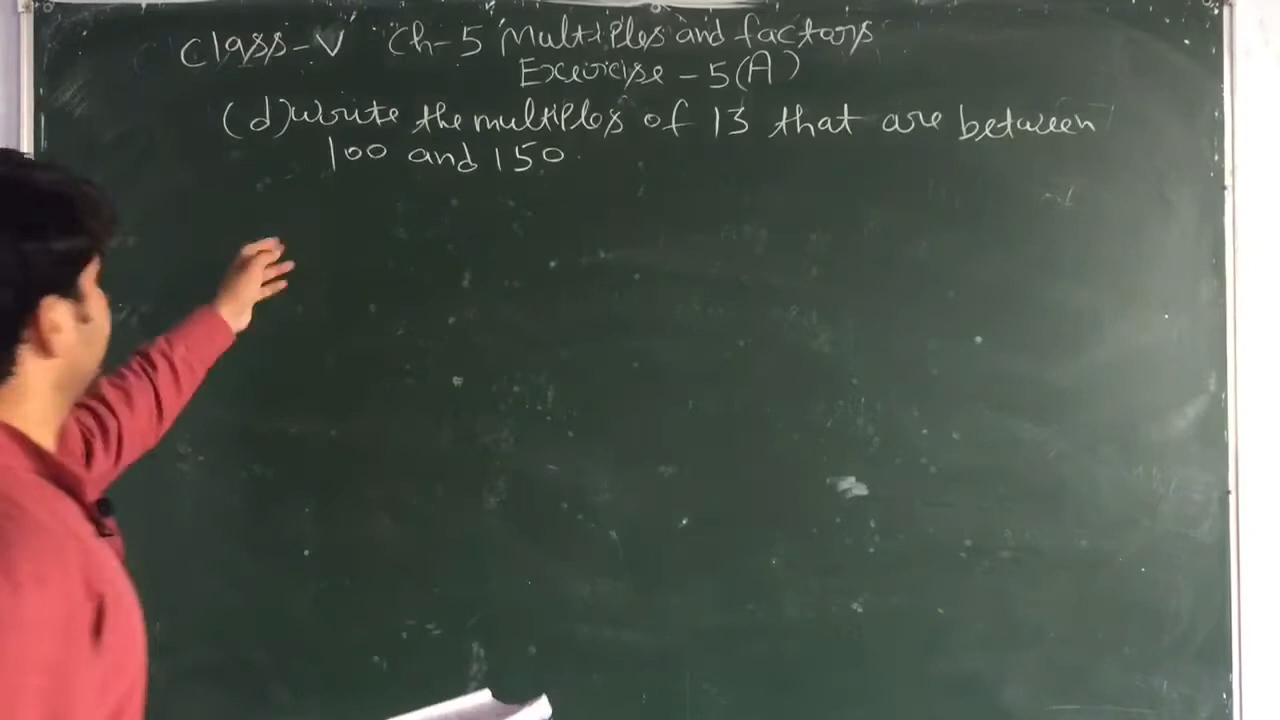 Class-V Ch-5 Multiples and factors
Exercise - 5(A)
(d) Write the multiples of 13 that are between
100 and 150.